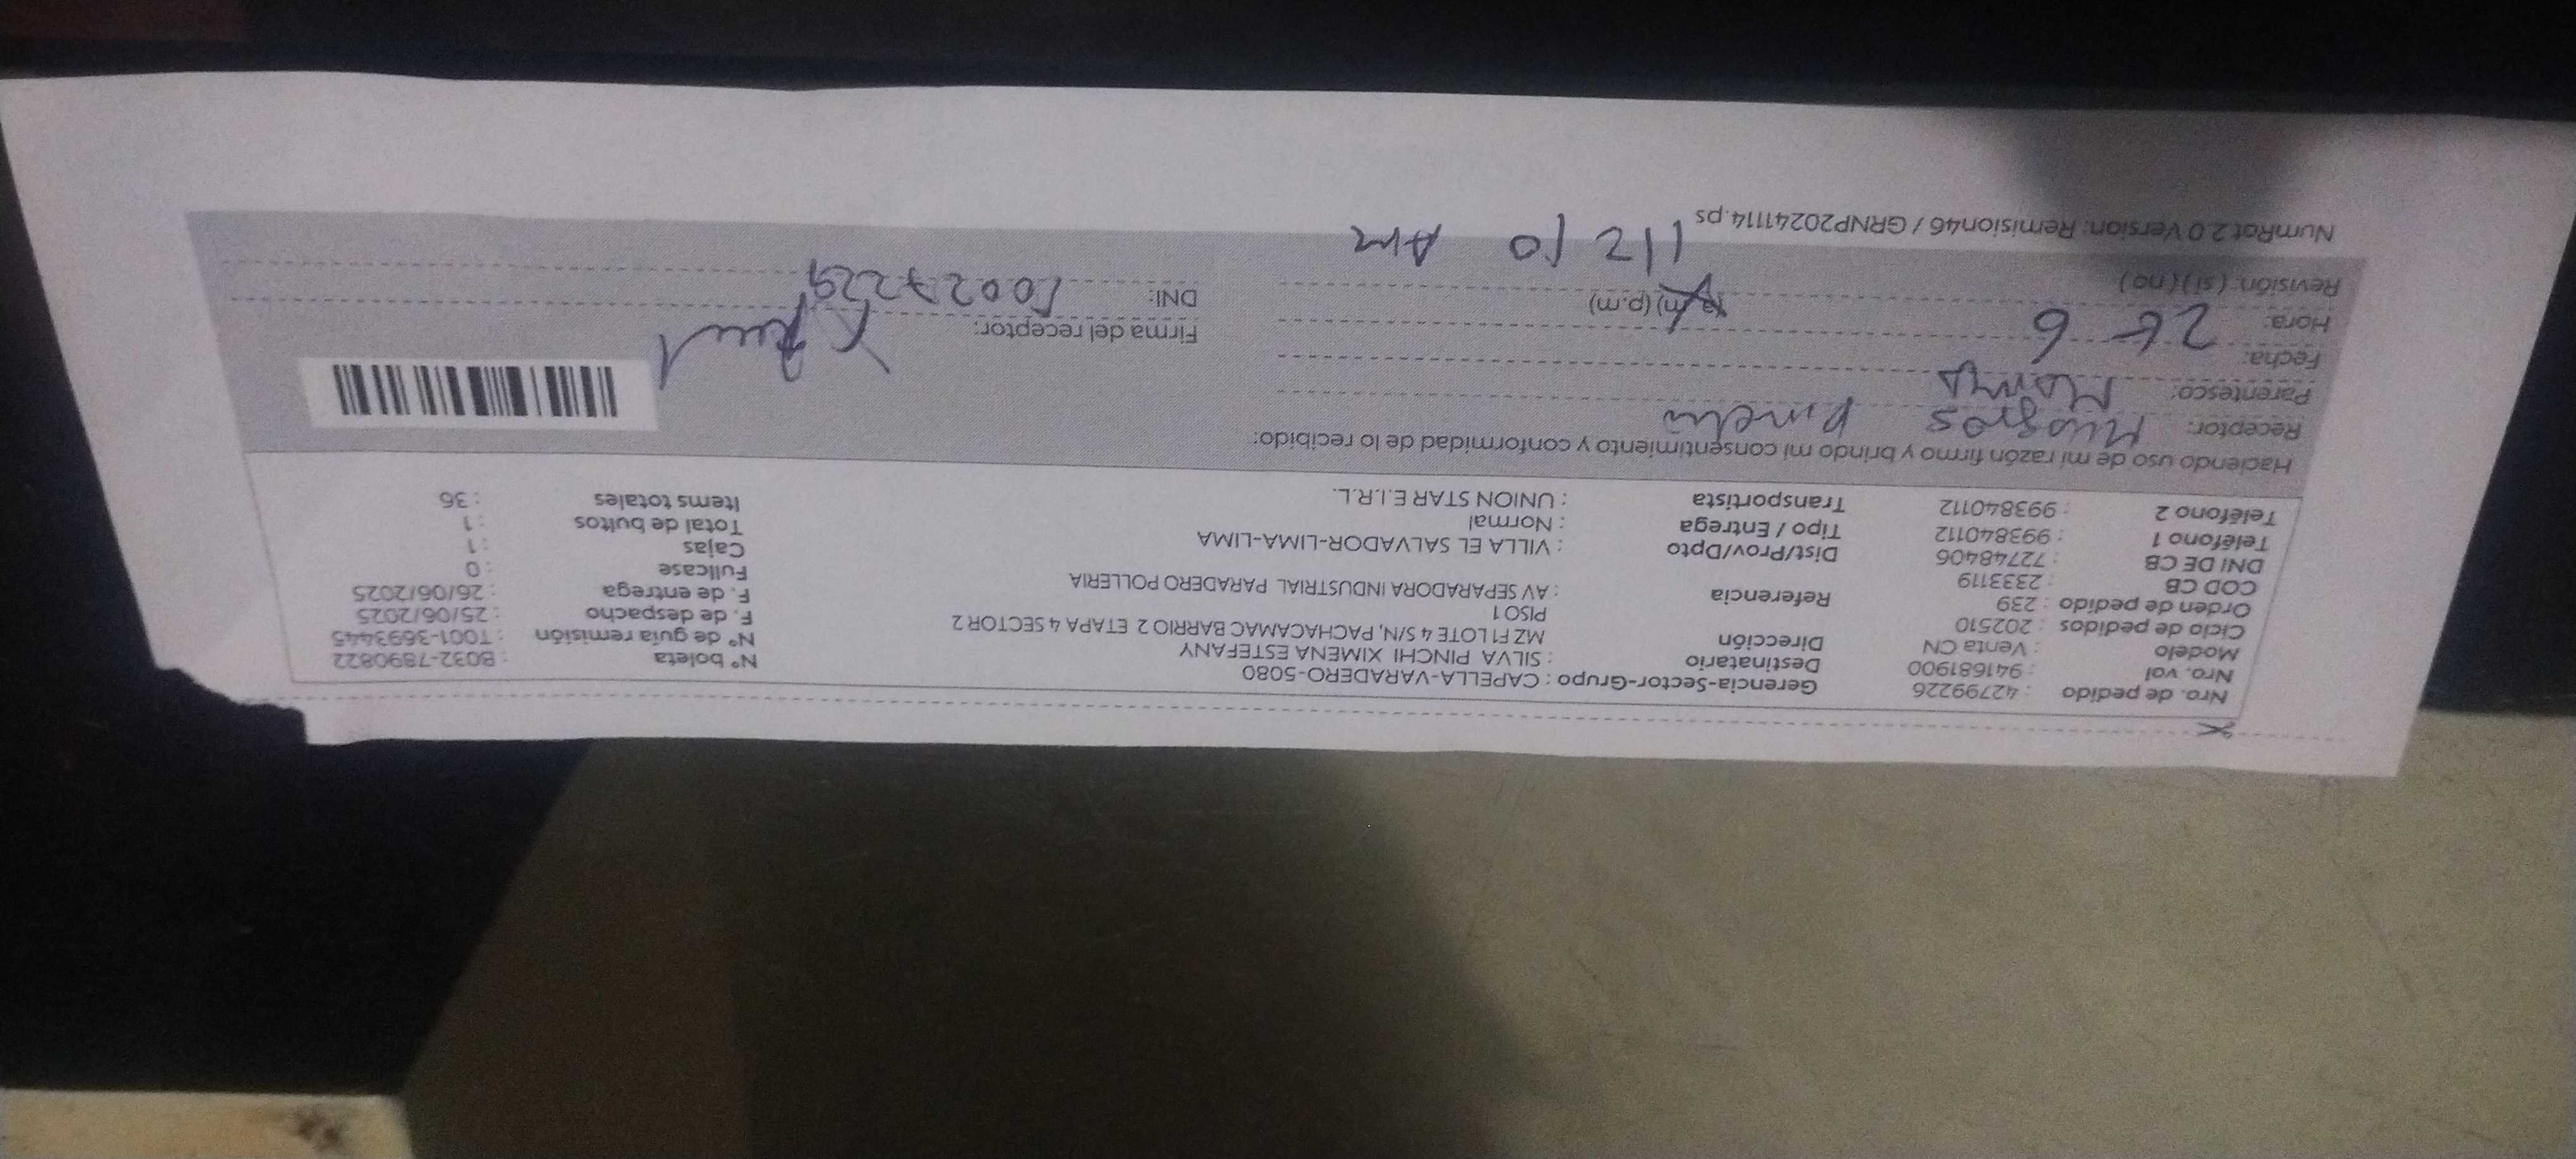 Nro. de pedido : 42799226
Nro. val : 941681900
Modelo : Venta CN
Ciclo de pedidos : 202510
Orden de pedido : 239
COD CB : 2333119
DNI DE CB : 72748406
Teléfono 1 : 993840112
Teléfono 2 : 993840112
Gerencia-Sector-Grupo : CAPELLA-VARADERO-5080
Destinatario : SILVA PINCHI XIMENA ESTEFANY
Dirección MZ F1 LOTE 4 S/N, PACHACAMAC BARRIO 2 ETAPA 4 SECTOR 2
PISO 1
Referencia : AV SEPARADORA INDUSTRIAL PARADERO POLLERIA
Dist/Prov/Dpto : VILLA EL SALVADOR-LIMA-LIMA
Tipo / Entrega : Normal
Transportista : UNION STAR E.I.R.L.
Nº boleta : B032-7890822
Nº de guía remisión : T001-3693445
F. de despacho : 25/06/2025
F. de entrega : 26/06/2025
Fullcase : 0
Cajas : 1
Total de bultos : 1
Items totales : 36
Haciendo uso de mi razón firmo y brindo mi consentimiento y conformidad de lo recibido:
Receptor: Milagros
Parentesco: Mamá
Fecha: 26 6
Hora: (a.m) (p.m)
Revisión: (si) (no)
Firma del receptor:
DNI:
NumRot 2.0 Version: Remision46 / GRNP20241114.ps